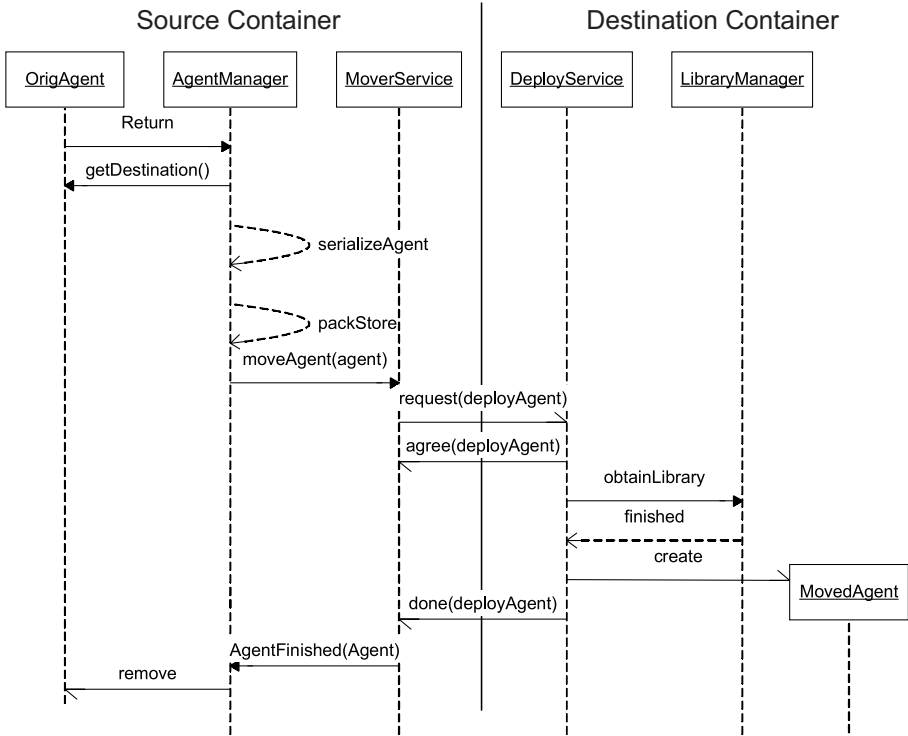 Source Container
Destination Container
OrigAgent
AgentManager
MoverService
DeployService
LibraryManager
Return
getDestination()
serializeAgent
packStore
moveAgent(agent)
request(deployAgent)
agree(deployAgent)
obtainLibrary
finished
create
MovedAgent
done(deployAgent)
AgentFinished(Agent)
remove